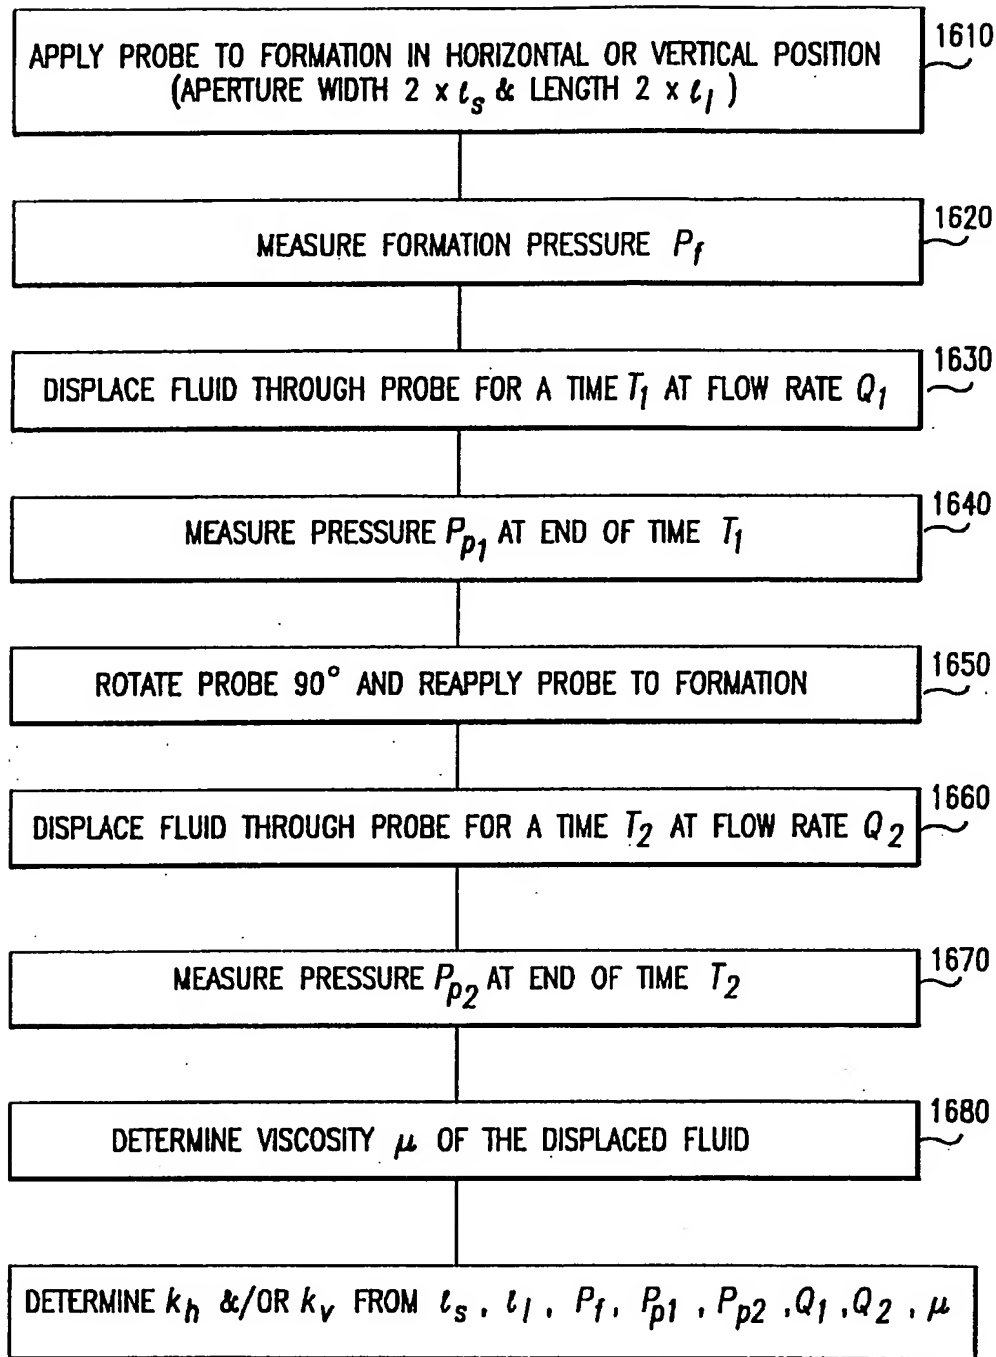 APPLY PROBE TO FORMATION IN HORIZONTAL OR VERTICAL POSITION
(APERTURE WIDTH 2 x ℓs & LENGTH 2 x ℓl )
1610
MEASURE FORMATION PRESSURE Pf
1620
DISPLACE FLUID THROUGH PROBE FOR A TIME T1 AT FLOW RATE Q1
1630
MEASURE PRESSURE Pp1 AT END OF TIME T1
1640
ROTATE PROBE 90° AND REAPPLY PROBE TO FORMATION
1650
DISPLACE FLUID THROUGH PROBE FOR A TIME T2 AT FLOW RATE Q2
1660
MEASURE PRESSURE Pp2 AT END OF TIME T2
1670
DETERMINE VISCOSITY μ OF THE DISPLACED FLUID
1680
DETERMINE kh &/OR kv FROM ℓs , ℓl , Pf, Pp1 , Pp2 ,Q1 ,Q2 , μ